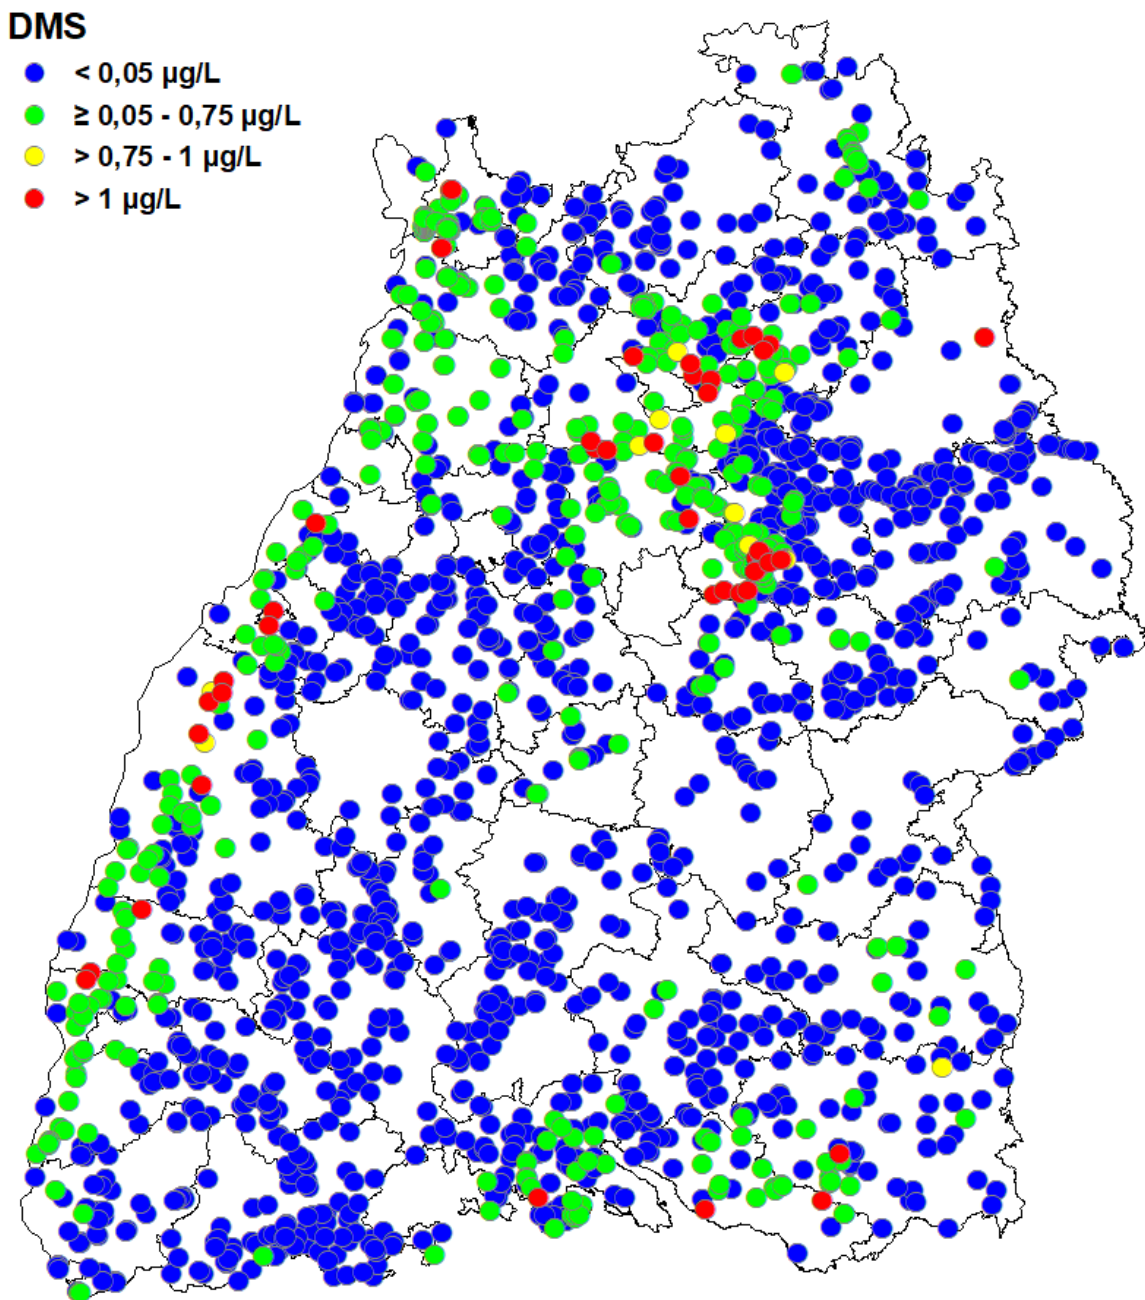 DMS
< 0,05 µg/L
≥ 0,05 - 0,75 µg/L
> 0,75 - 1 µg/L
> 1 µg/L